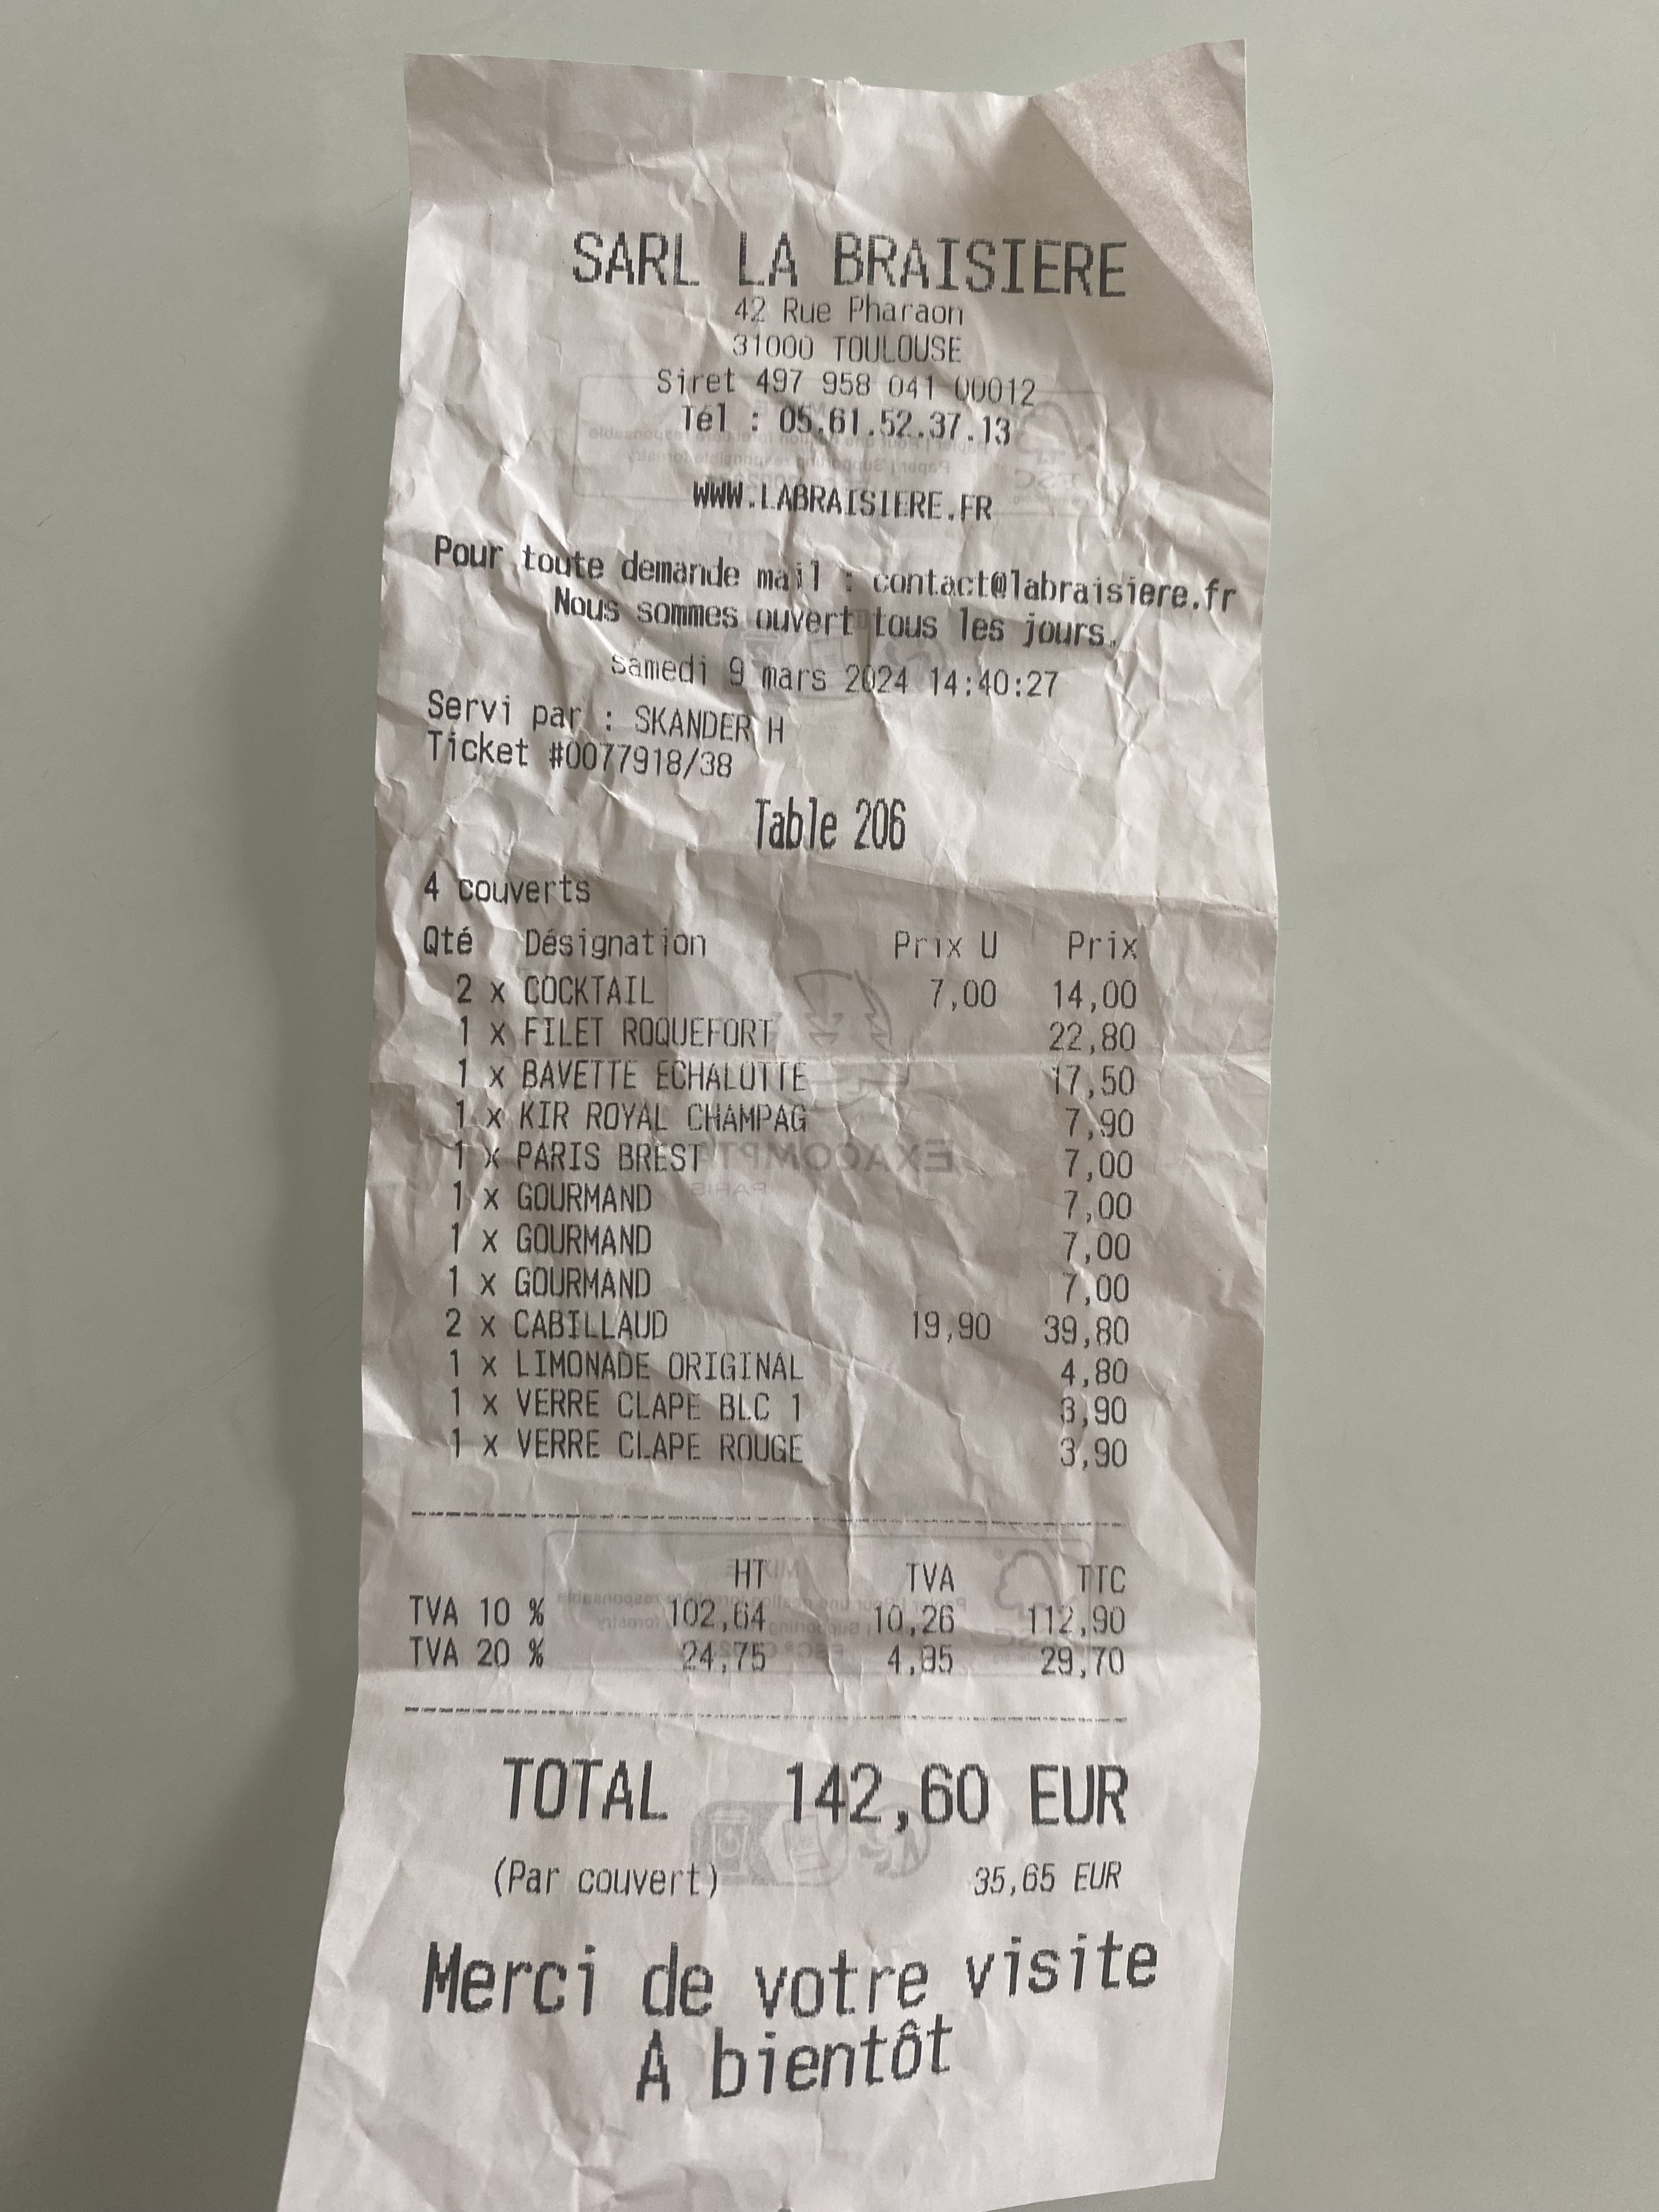 SARL LA BRAISIERE
42 Rue Pharaon
31000 TOULOUSE
Siret 497 958 041 00012
Tél : 05.61.52.37.13
WWW.LABRAISIERE.FR
Pour toute demande mail : contact@labraisiere.fr
Nous sommes ouvert tous les jours.
samedi 9 mars 2024 14:40:27
Servi par : SKANDER H
Ticket #0077918/38
Table 206
4 couverts
Qté Désignation Prix U Prix
2 x COCKTAIL 7,00 14,00
1 x FILET ROQUEFORT 22,80
1 x BAVETTE ECHALOTTE 17,50
1 x KIR ROYAL CHAMPAG 7,90
1 x PARIS BREST 7,00
1 x GOURMAND 7,00
1 x GOURMAND 7,00
1 x GOURMAND 7,00
2 x CABILLAUD 19,90 39,80
1 x LIMONADE ORIGINAL 4,80
1 x VERRE CLAPE BLC 1 3,90
1 x VERRE CLAPE ROUGE 3,90
HT TVA TTC
TVA 10 % 102,64 10,26 112,90
TVA 20 % 24,75 4,95 29,70
TOTAL 142,60 EUR
(Par couvert) 35,65 EUR
Merci de votre visite
A bientôt
EXACOMPTA
PARIS